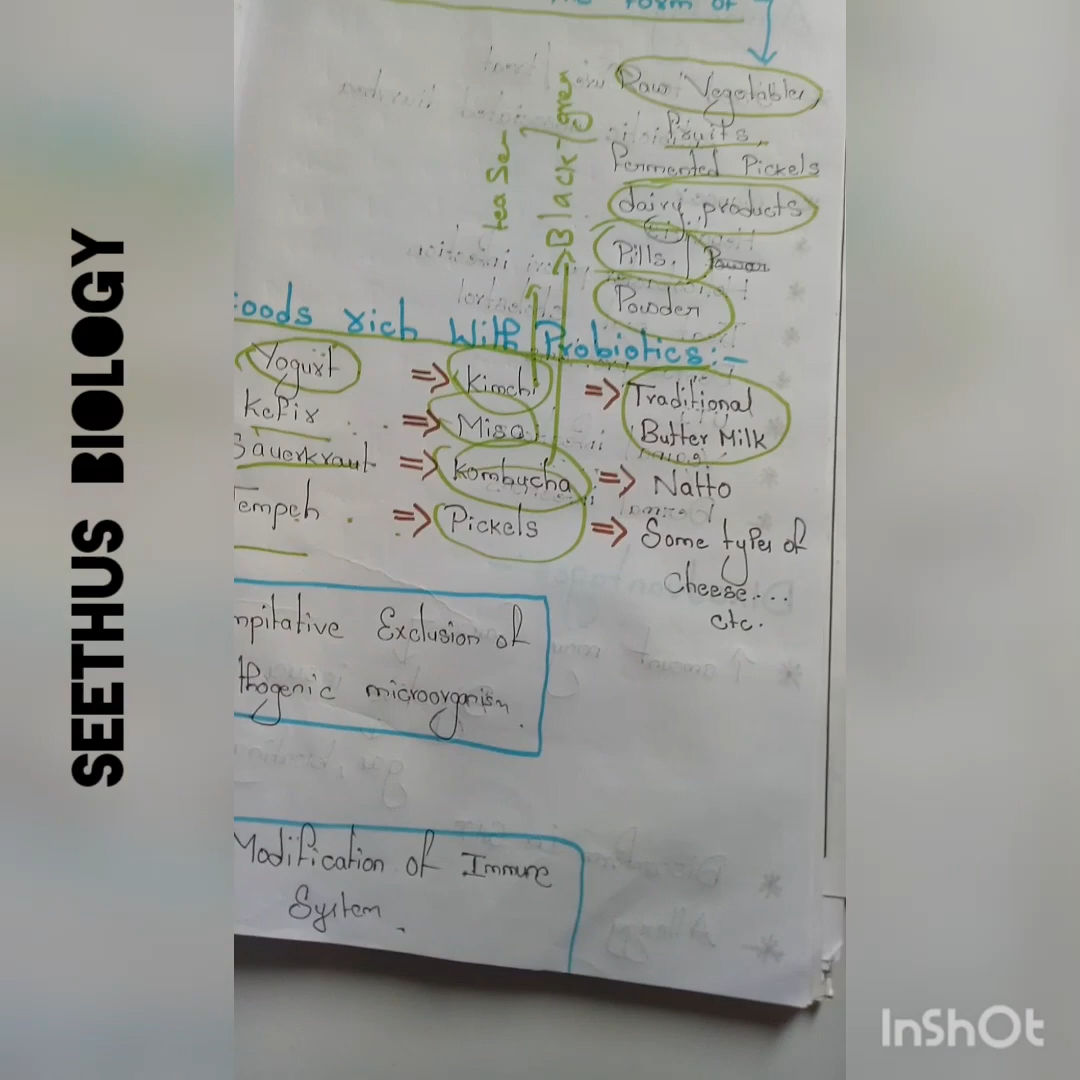 SEETHUS BIOLOGY
form of
Raw Vegetables,
fruits,
Fermented Pickels
dairy products
Pills. /
Powder
Black / green
tea
oods rich With Probiotics:-
Yogurt => Kimchi => Traditional
Butter Milk
Kefir => Miso
Sauerkraut => Kombucha => Natto
Tempeh => Pickels => Some types of
cheese....
etc.
mpitative Exclusion of
thogenic microorganism.
Modification of Immune
System.
InShOt